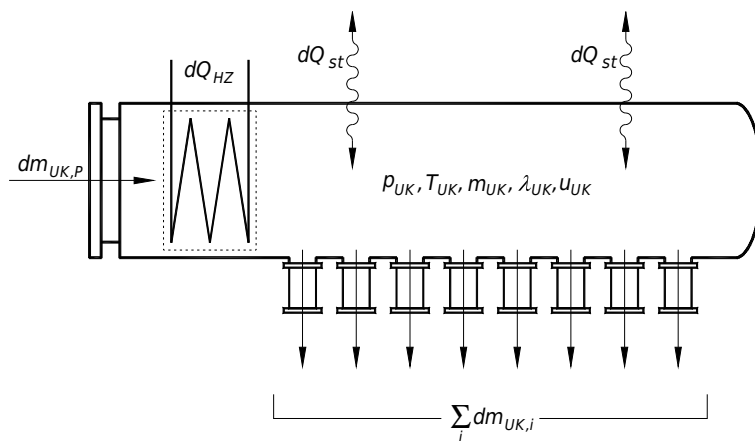 dQ_HZ
dQ_st
dQ_st
dm_UK,P
p_UK, T_UK, m_UK, λ_UK, u_UK
∑_i dm_UK,i